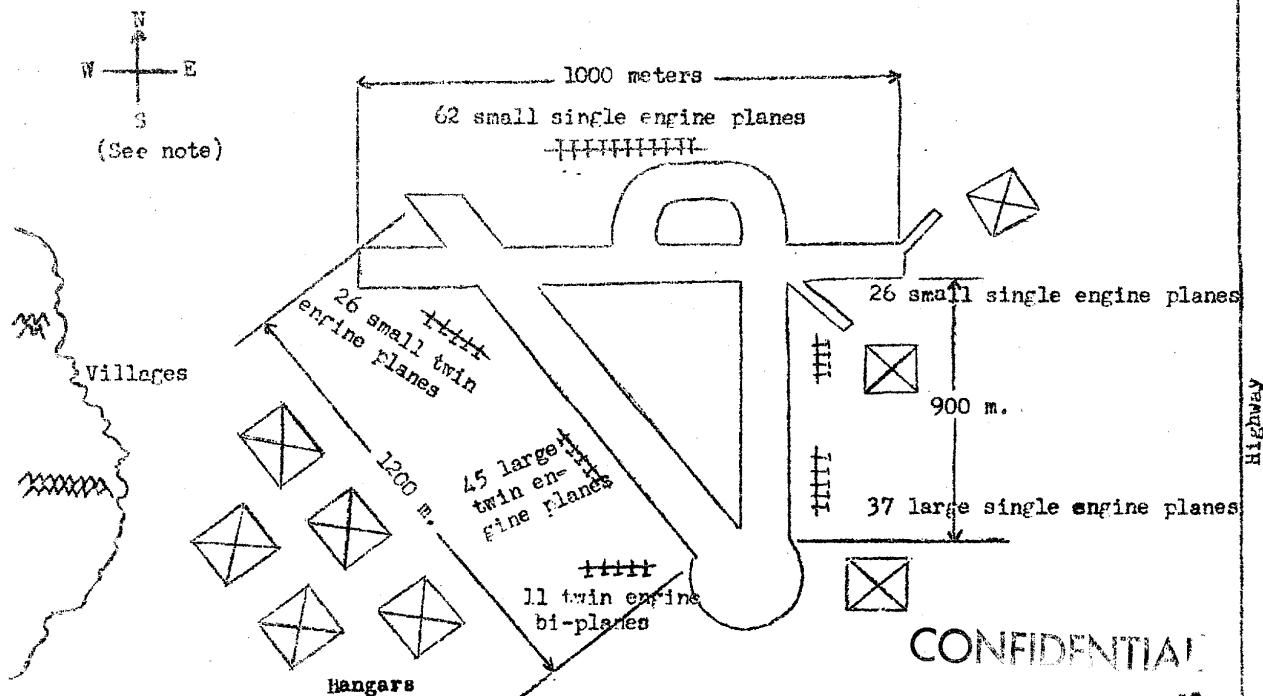 N
W E
S
(See note)
1000 meters
62 small single engine planes
26 small twin
engine planes
26 small single engine planes
Villages
900 m.
Highway
1200 m.
45 large
twin en-
gine planes
37 large single engine planes
11 twin engine
bi-planes
CONFIDENTIAL
Hangars